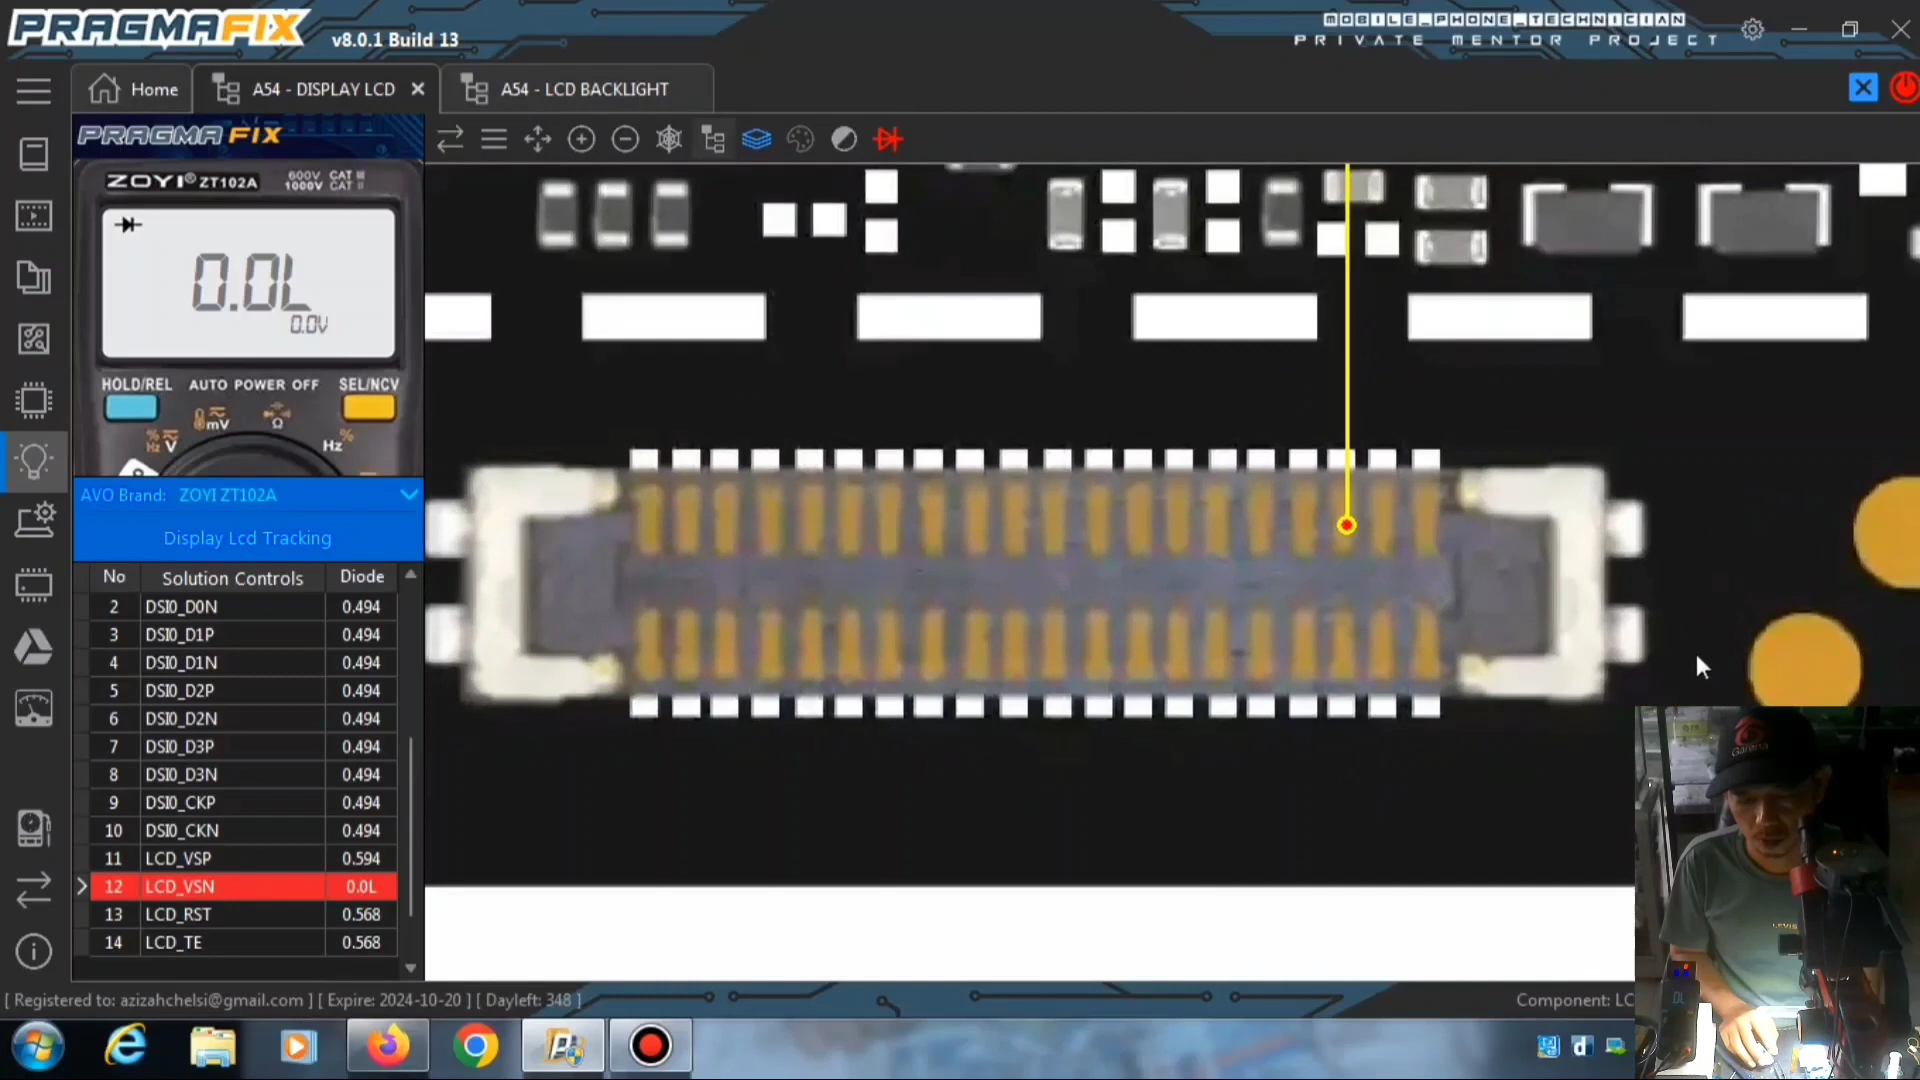 PRAGMAFIX v8.0.1 Build 13
MOBILE_PHONE_TECHNICIAN
PRIVATE MENTOR PROJECT
Home
A54 - DISPLAY LCD
A54 - LCD BACKLIGHT
PRAGMA FIX
ZOYI® ZT102A
600V CAT III
1000V CAT II
0.0L
0.0V
HOLD/REL AUTO POWER OFF SEL/NCV
mV
Ω
Hz %
V
Hz%
AVO Brand: ZOYI ZT102A
Display Lcd Tracking
No Solution Controls Diode
2 DSI0_D0N 0.494
3 DSI0_D1P 0.494
4 DSI0_D1N 0.494
5 DSI0_D2P 0.494
6 DSI0_D2N 0.494
7 DSI0_D3P 0.494
8 DSI0_D3N 0.494
9 DSI0_CKP 0.494
10 DSI0_CKN 0.494
11 LCD_VSP 0.594
12 LCD_VSN 0.0L
13 LCD_RST 0.568
14 LCD_TE 0.568
[ Registered to: azizahchelsi@gmail.com ] [ Expire: 2024-10-20 ] [ Dayleft: 348 ]
Component: LC
Garena